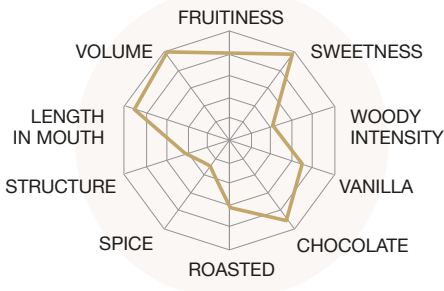 FRUITINESS
VOLUME
SWEETNESS
LENGTH
IN MOUTH
WOODY
INTENSITY
STRUCTURE
VANILLA
SPICE
CHOCOLATE
ROASTED